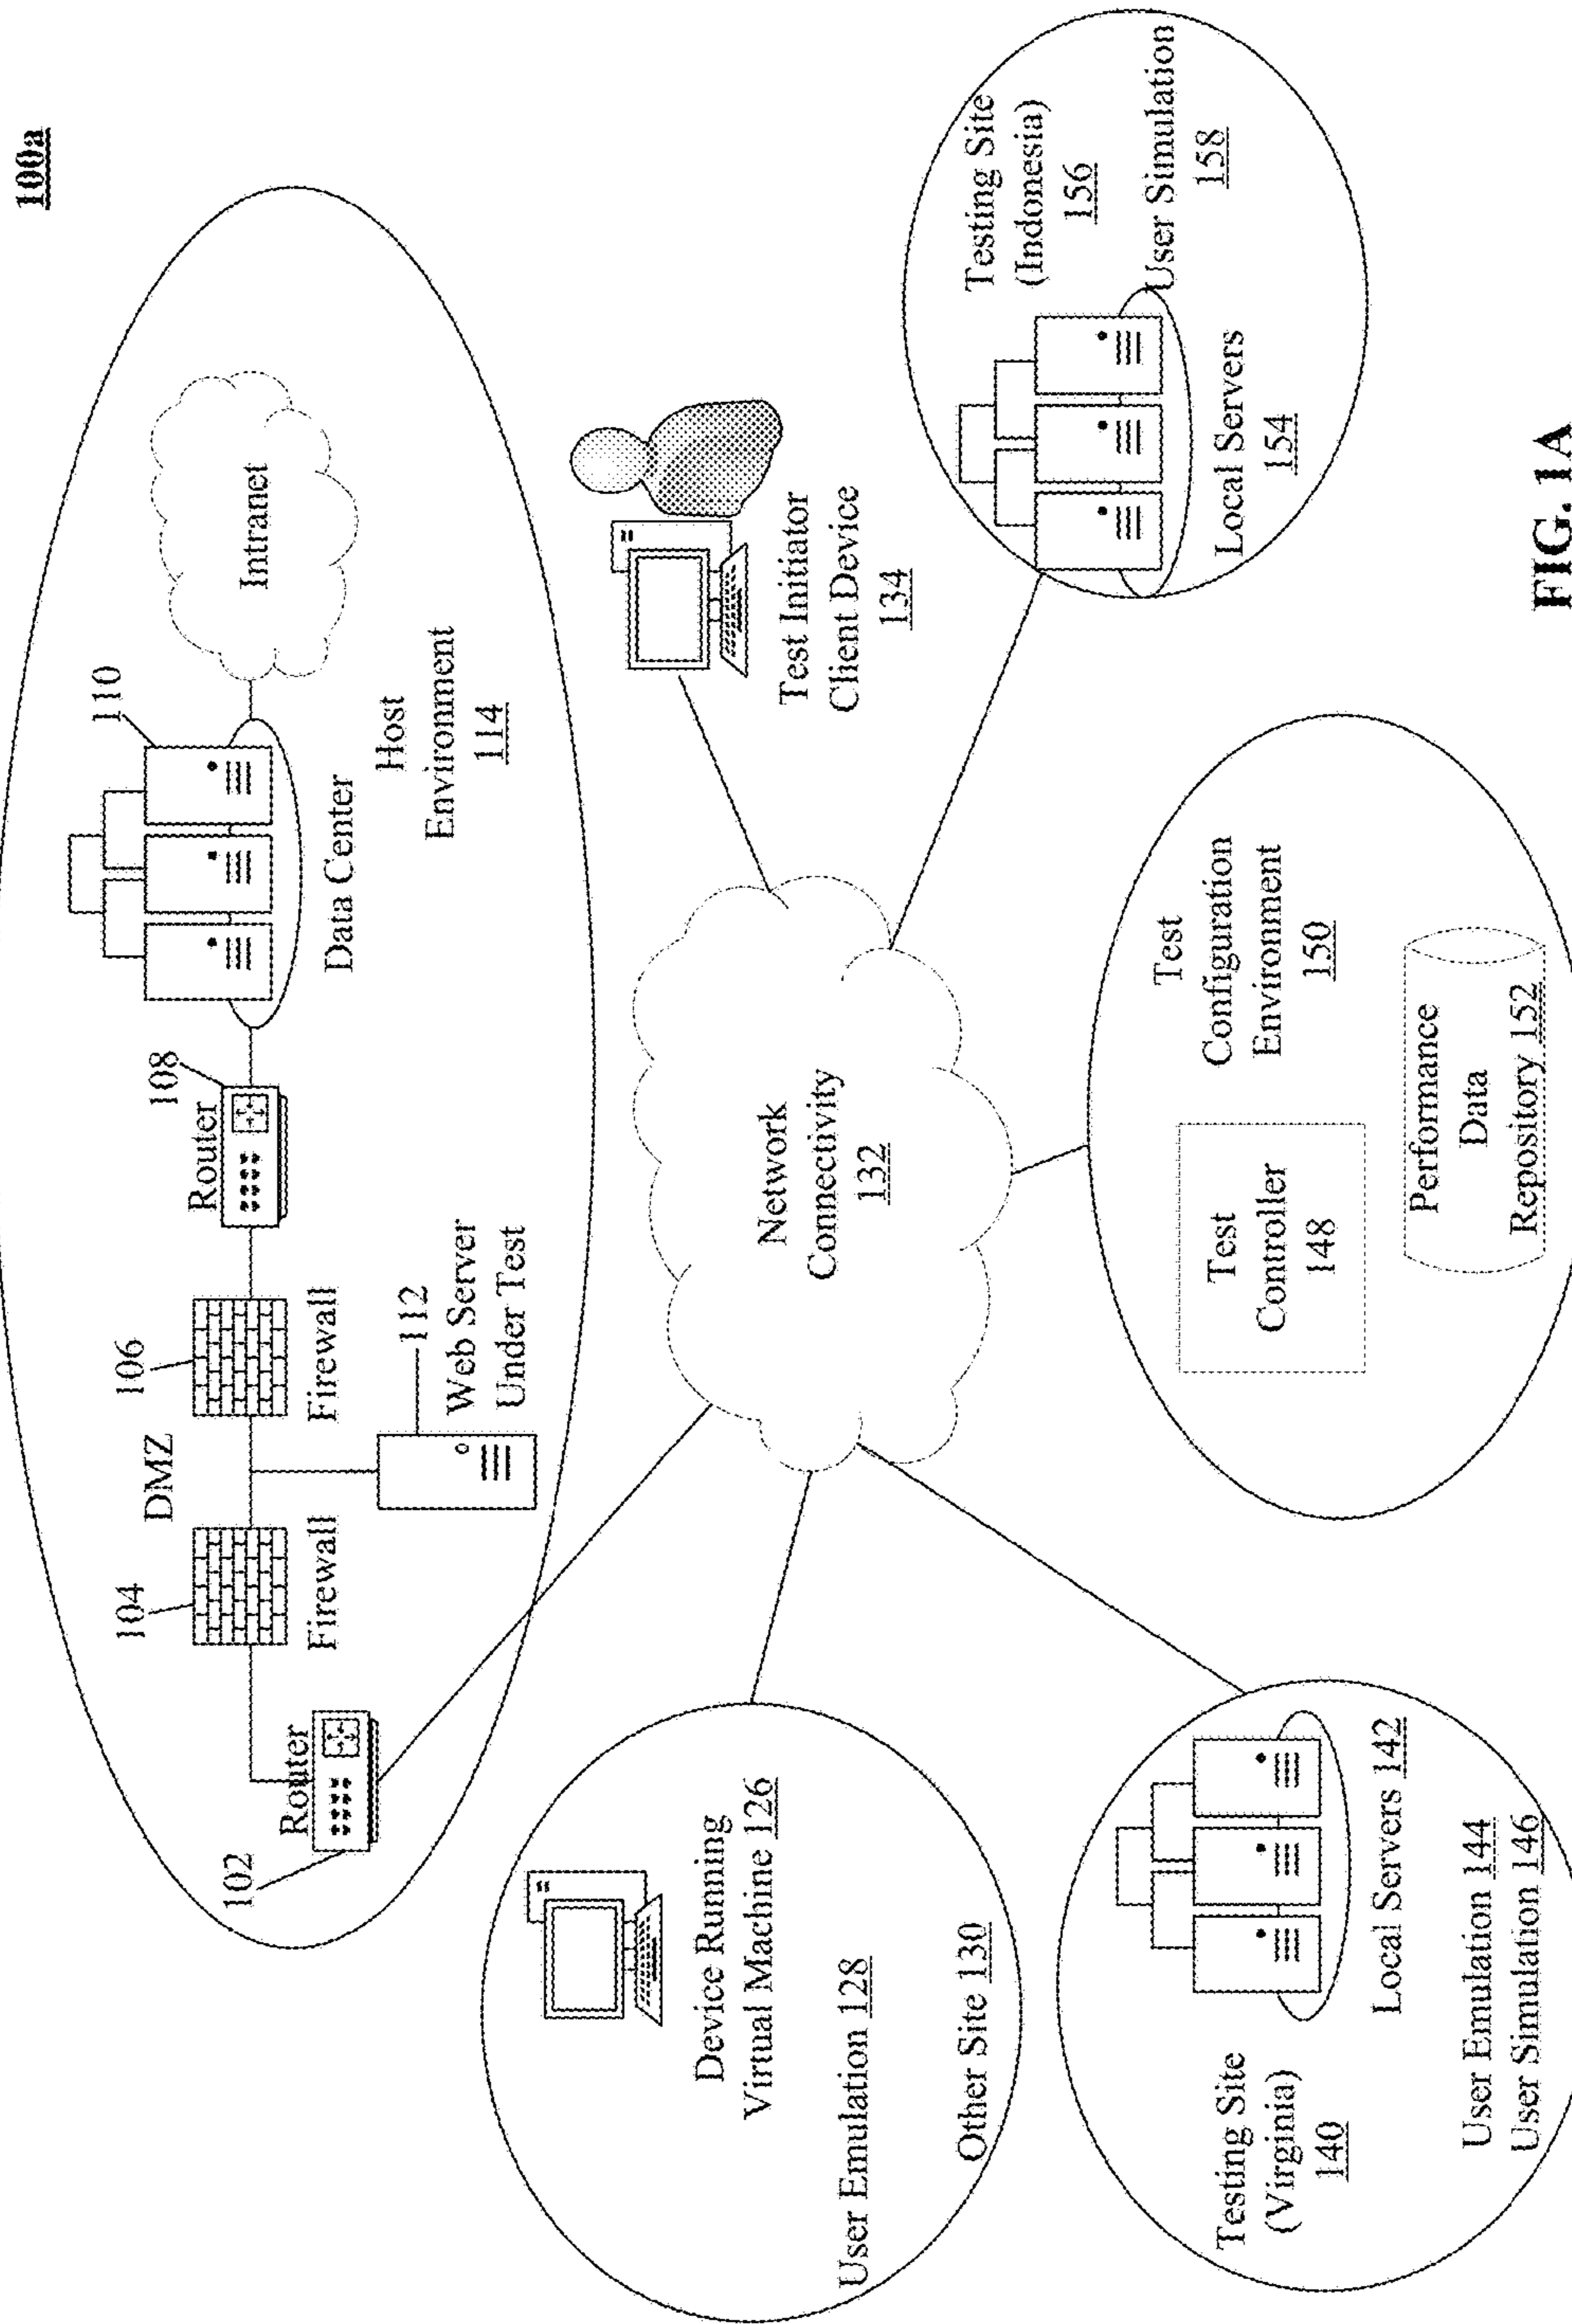 100a
102
Router
104
Firewall
DMZ
106
Firewall
112
Web Server
Under Test
108
Router
110
Data Center
Intranet
Host
Environment
114
Device Running
Virtual Machine 126
User Emulation 128
Other Site 130
Network
Connectivity
132
Test Initiator
Client Device
134
Testing Site
(Virginia)
140
Local Servers 142
User Emulation 144
User Simulation 146
Test
Controller
148
Test
Configuration
Environment
150
Performance
Data
Repository 152
Testing Site
(Indonesia)
156
User Simulation
158
Local Servers
154
FIG. 1A